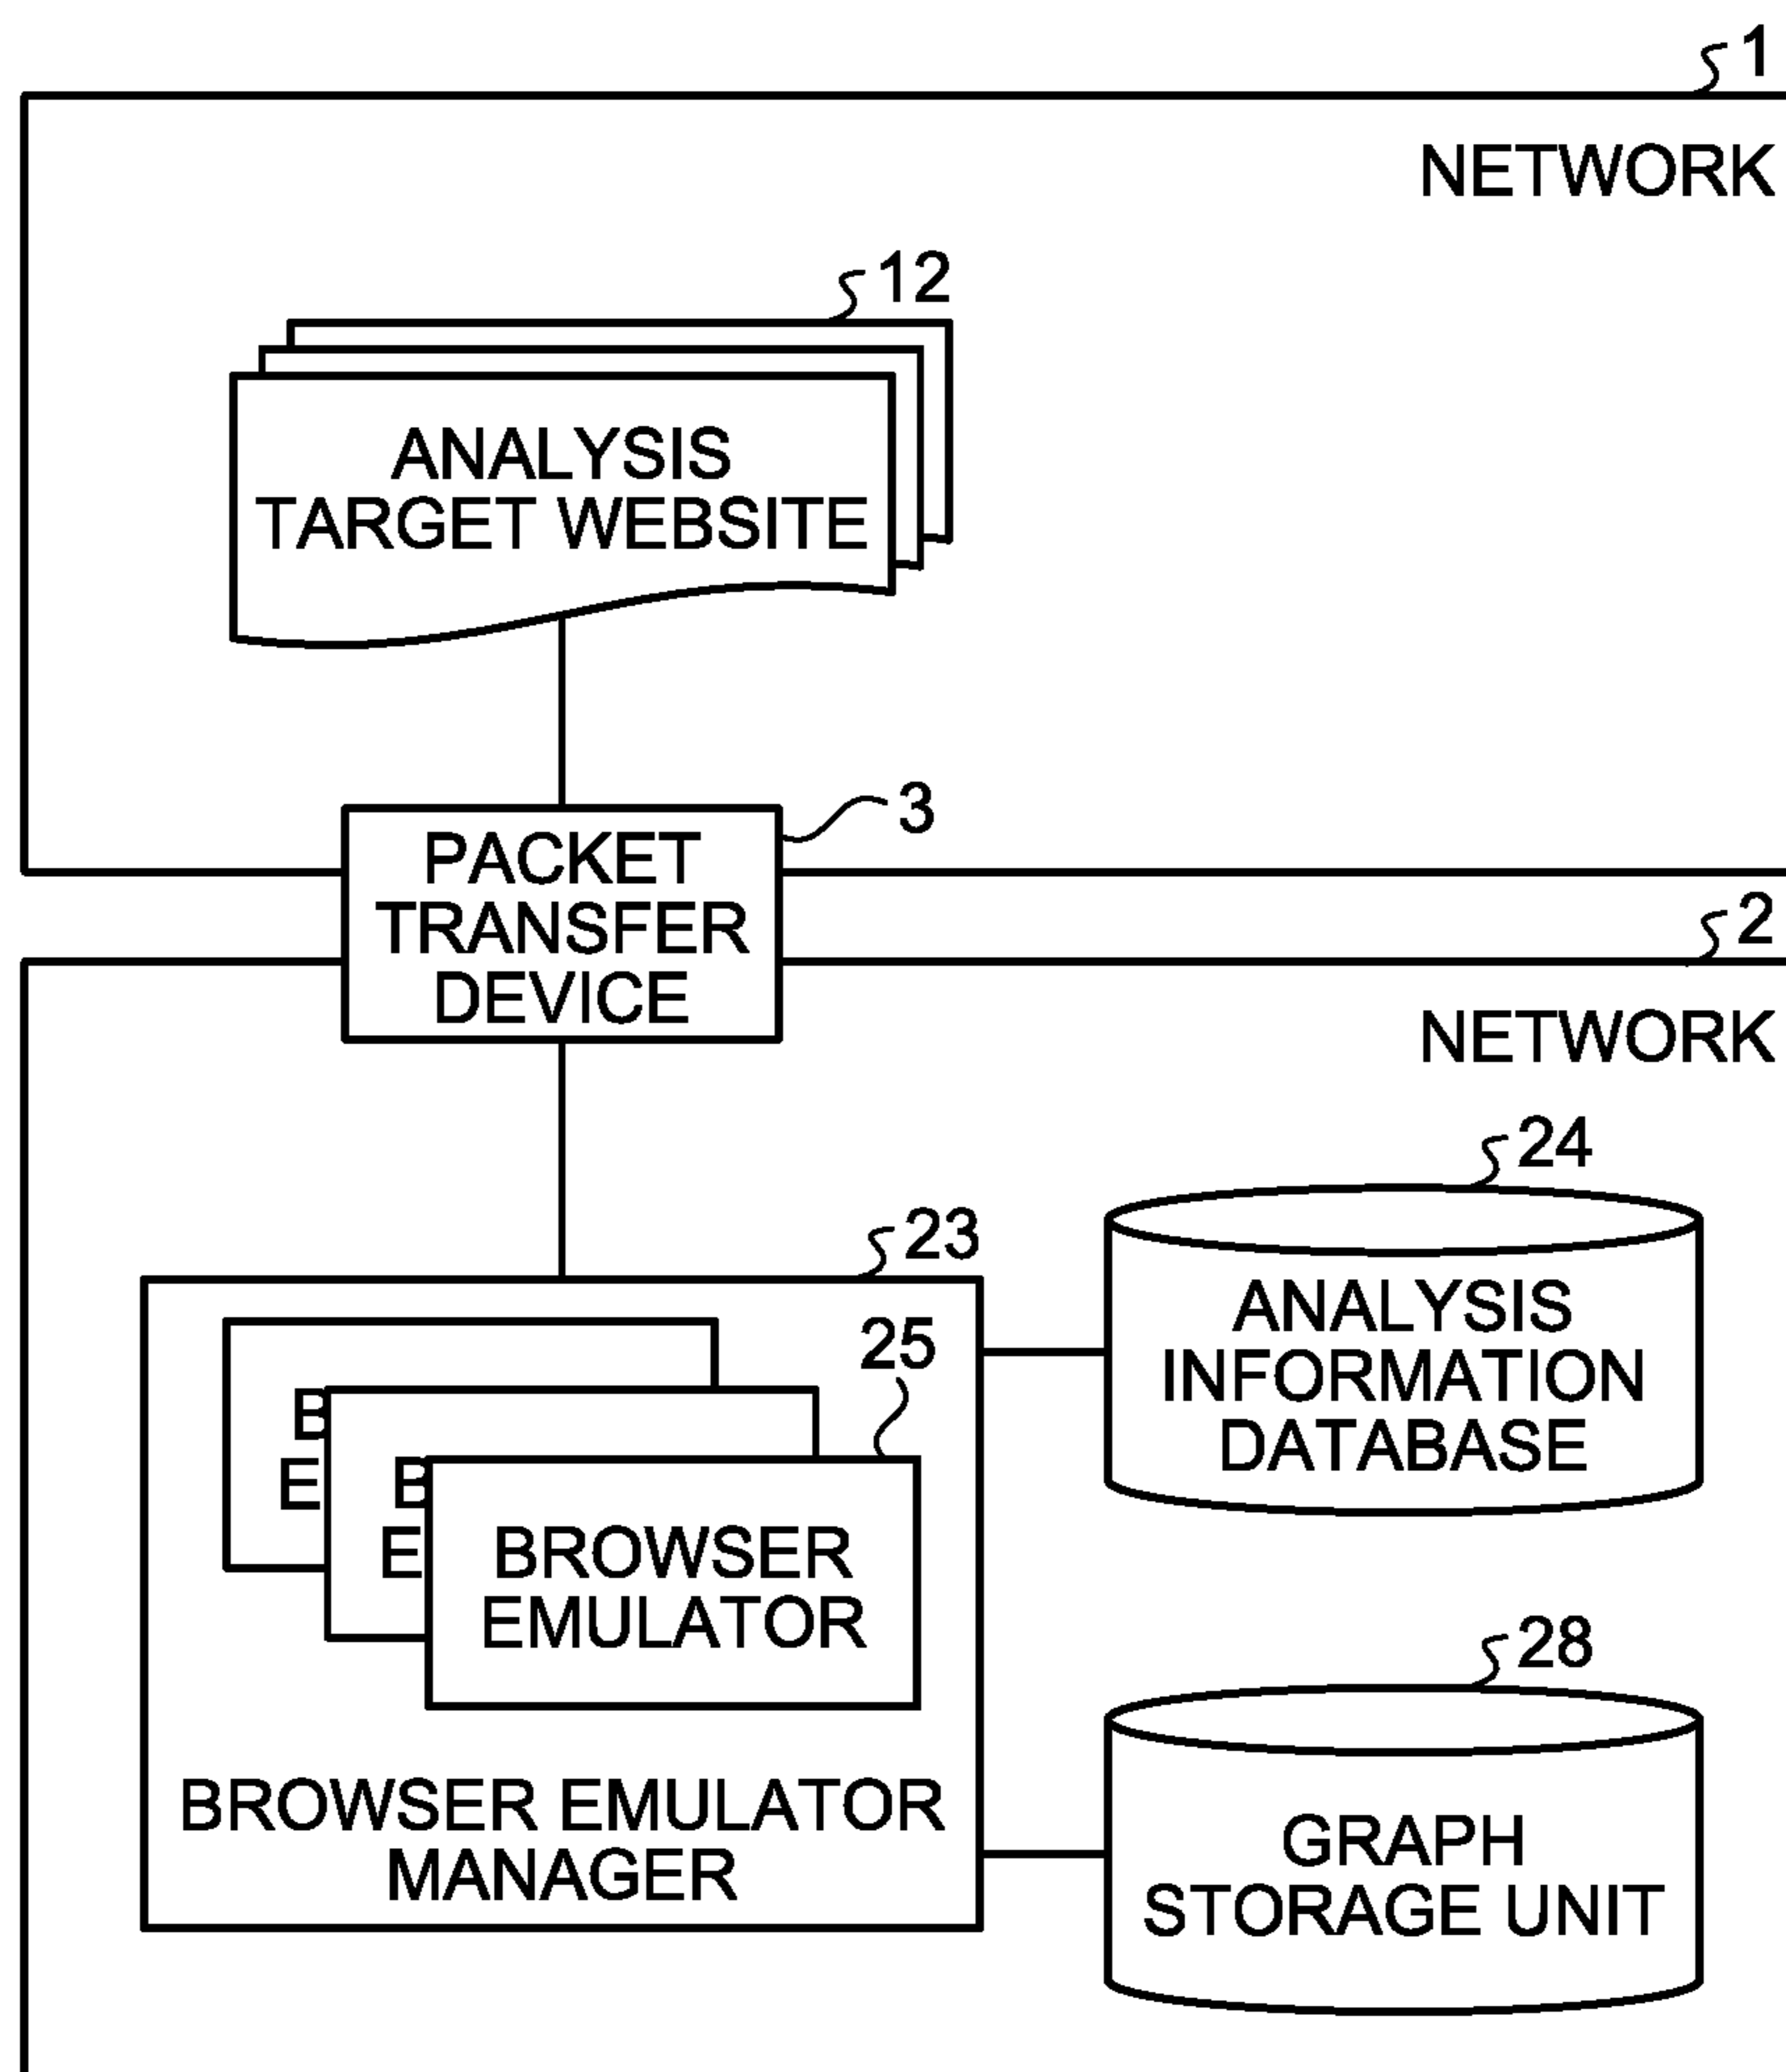 1
NETWORK
12
ANALYSIS
TARGET WEBSITE
3
PACKET
TRANSFER
DEVICE
2
NETWORK
24
23
ANALYSIS
INFORMATION
DATABASE
25
B
E
B
E
BROWSER
EMULATOR
28
BROWSER EMULATOR
MANAGER
GRAPH
STORAGE UNIT